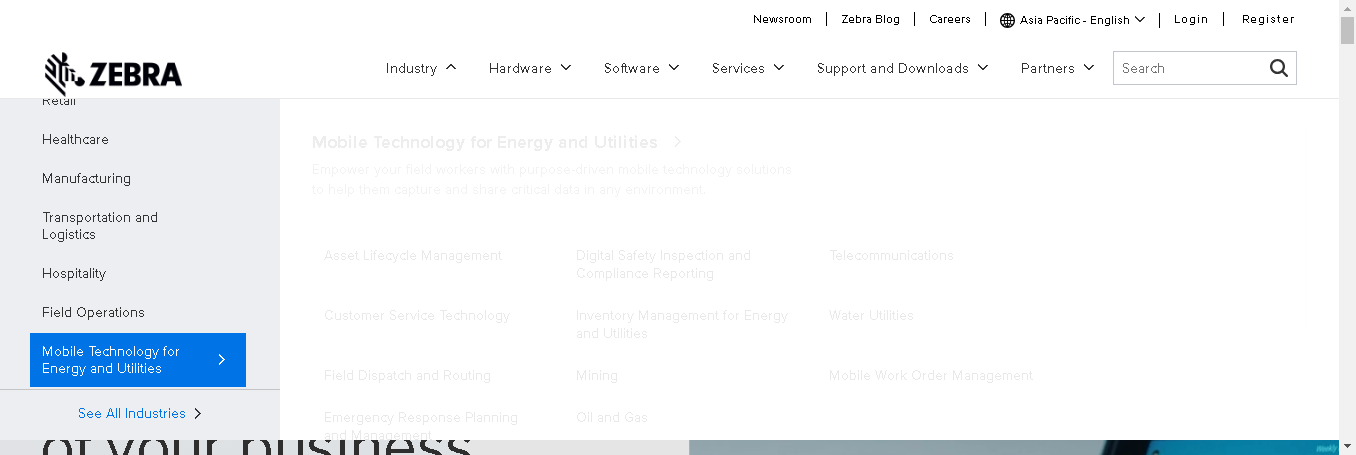 Newsroom
Zebra Blog
Careers
Asia Pacific - English
Login
Register
ZEBRA
Industry
Hardware
Software
Services
Support and Downloads
Partners
Search
Retail
Healthcare
Manufacturing
Transportation and
Logistics
Hospitality
Field Operations
Mobile Technology for
Energy and Utilities
See All Industries
Mobile Technology for Energy and Utilities
Empower your field workers with purpose-driven mobile technology solutions
to help them capture and share critical data in any environment.
Asset Lifecycle Management
Digital Safety Inspection and
Compliance Reporting
Telecommunications
Customer Service Technology
Inventory Management for Energy
and Utilities
Water Utilities
Field Dispatch and Routing
Mining
Mobile Work Order Management
Emergency Response Planning
and Management
Oil and Gas
of your business